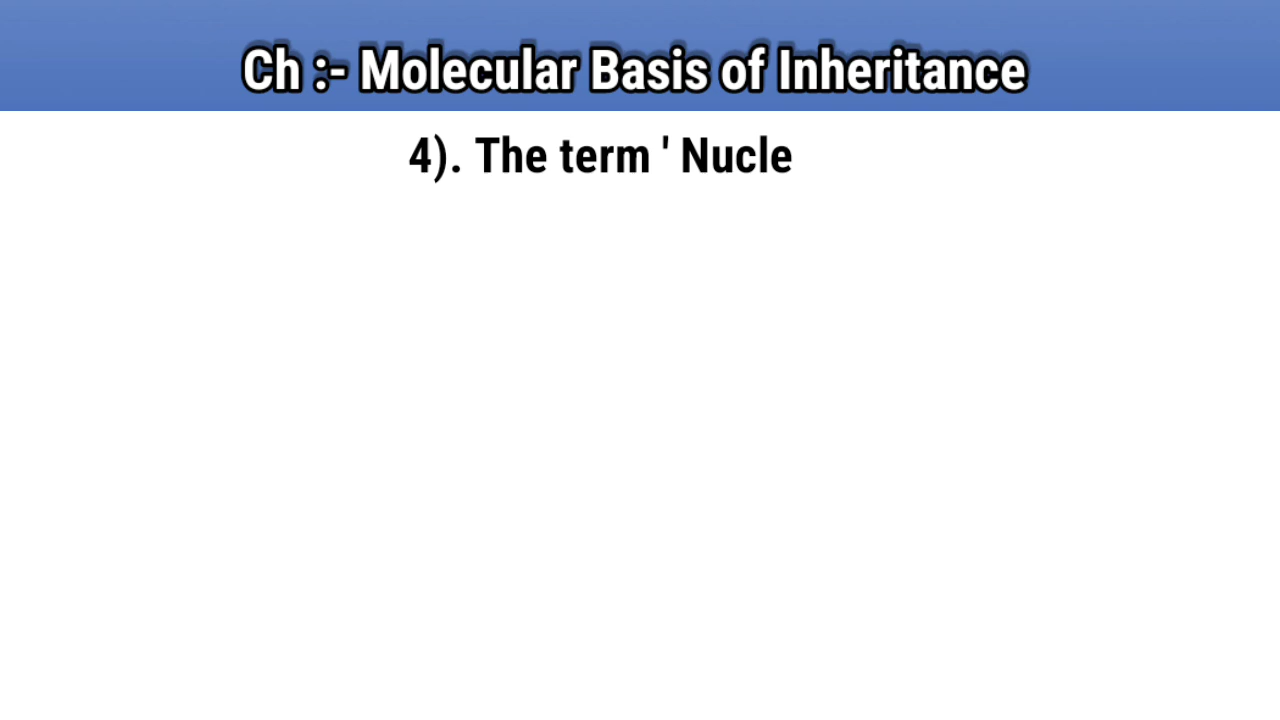 Ch :- Molecular Basis of Inheritance
4). The term ' Nucle